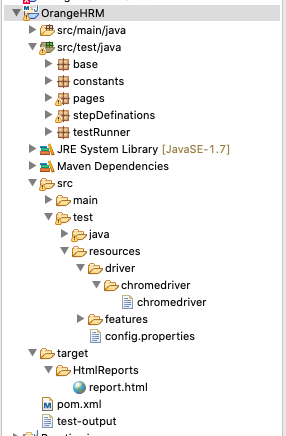 OrangeHRM
src/main/java
src/test/java
base
constants
pages
stepDefinations
testRunner
JRE System Library [JavaSE-1.7]
Maven Dependencies
src
main
test
java
resources
driver
chromedriver
chromedriver
features
config.properties
target
HtmlReports
report.html
pom.xml
test-output